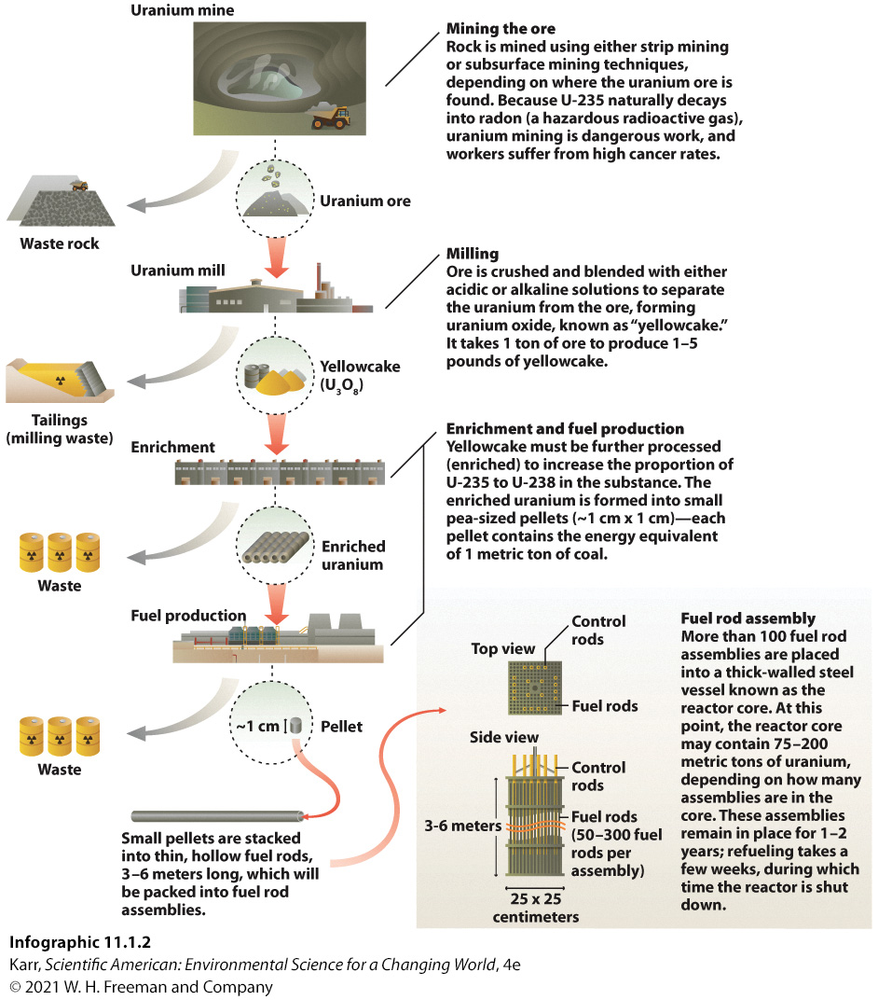 Uranium mine
Mining the ore
Rock is mined using either strip mining
or subsurface mining techniques,
depending on where the uranium ore is
found. Because U-235 naturally decays
into radon (a hazardous radioactive gas),
uranium mining is dangerous work, and
workers suffer from high cancer rates.
Uranium ore
Waste rock
Uranium mill
Milling
Ore is crushed and blended with either
acidic or alkaline solutions to separate
the uranium from the ore, forming
uranium oxide, known as “yellowcake.”
It takes 1 ton of ore to produce 1–5
pounds of yellowcake.
Yellowcake
(U₃O₈)
Tailings
(milling waste)
Enrichment
Enrichment and fuel production
Yellowcake must be further processed
(enriched) to increase the proportion of
U-235 to U-238 in the substance. The
enriched uranium is formed into small
pea-sized pellets (~1 cm x 1 cm)—each
pellet contains the energy equivalent
of 1 metric ton of coal.
Enriched
uranium
Waste
Fuel production
~1 cm
Pellet
Waste
Small pellets are stacked
into thin, hollow fuel rods,
3–6 meters long, which will
be packed into fuel rod
assemblies.
Top view
Control
rods
Fuel rods
Side view
Control
rods
3-6 meters
Fuel rods
(50–300 fuel
rods per
assembly)
25 x 25
centimeters
Fuel rod assembly
More than 100 fuel rod
assemblies are placed
into a thick-walled steel
vessel known as the
reactor core. At this
point, the reactor core
may contain 75–200
metric tons of uranium,
depending on how many
assemblies are in the
core. These assemblies
remain in place for 1–2
years; refueling takes a
few weeks, during which
time the reactor is shut
down.
Infographic 11.1.2
Karr, Scientific American: Environmental Science for a Changing World, 4e
© 2021 W. H. Freeman and Company